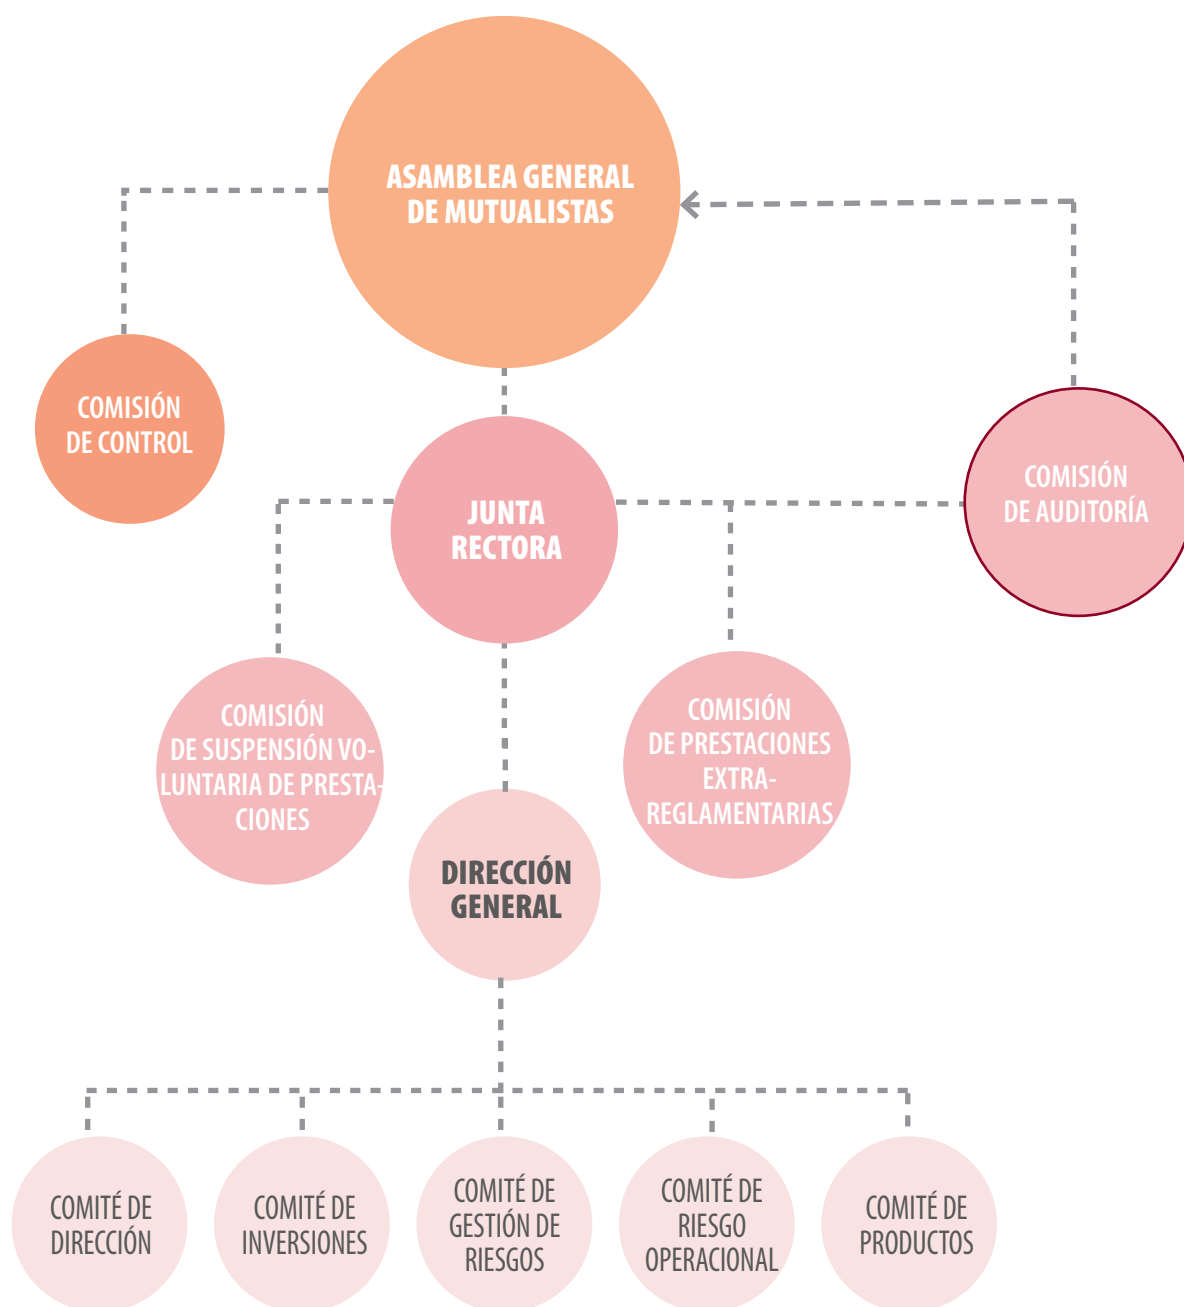 ASAMBLEA GENERAL
DE MUTUALISTAS
COMISIÓN
DE CONTROL
JUNTA
RECTORA
COMISIÓN
DE AUDITORÍA
COMISIÓN
DE SUSPENSIÓN VO-
LUNTARIA DE PRESTA-
CIONES
COMISIÓN
DE PRESTACIONES
EXTRA-
REGLAMENTARIAS
DIRECCIÓN
GENERAL
COMITÉ DE
DIRECCIÓN
COMITÉ DE
INVERSIONES
COMITÉ DE
GESTIÓN DE
RIESGOS
COMITÉ DE
RIESGO
OPERACIONAL
COMITÉ DE
PRODUCTOS